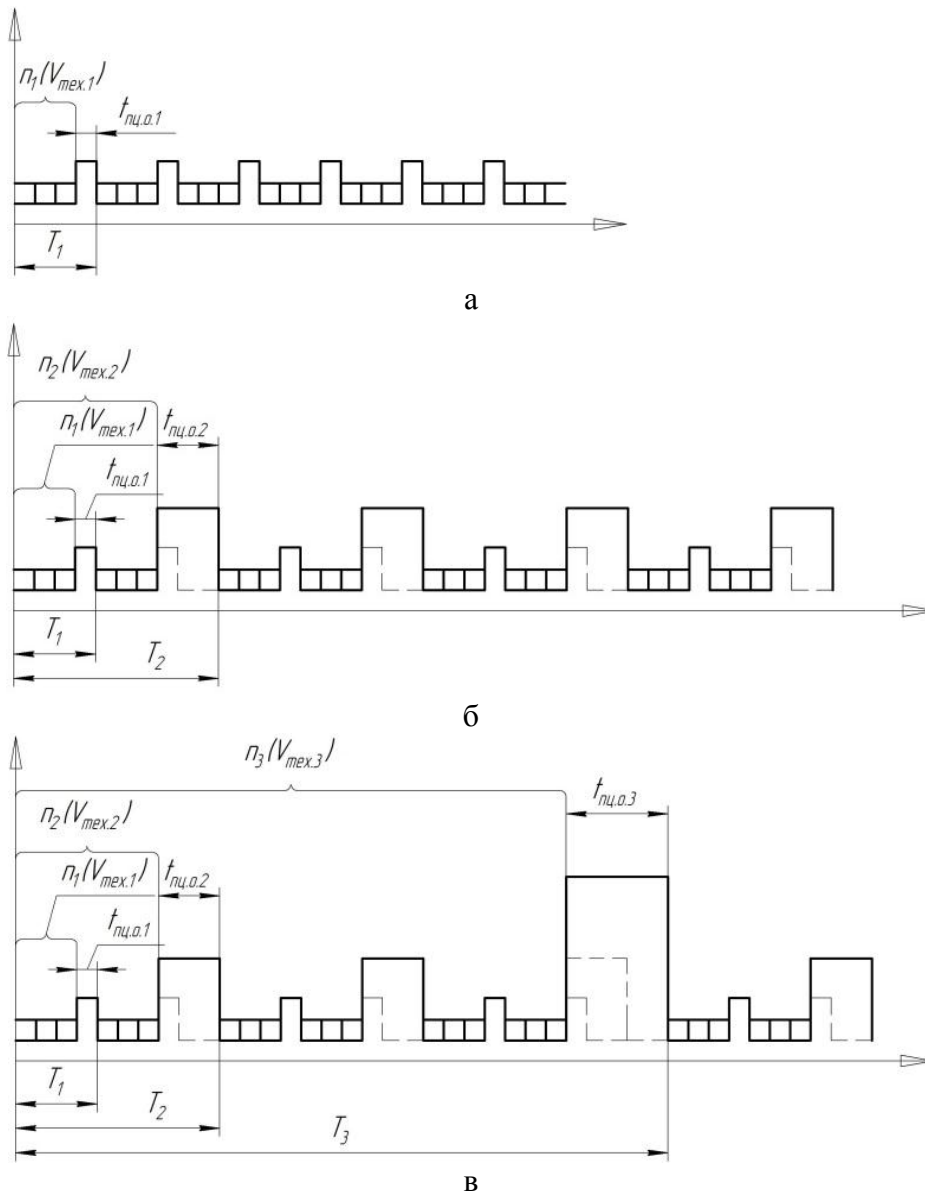 n₁(Vтех.1)
tпц.о.1
T₁
а
n₂(Vтех.2)
n₁(Vтех.1)
tпц.о.2
tпц.о.1
T₁
T₂
б
n₃(Vтех.3)
tпц.о.3
n₂(Vтех.2)
n₁(Vтех.1)
tпц.о.2
tпц.о.1
T₁
T₂
T₃
в